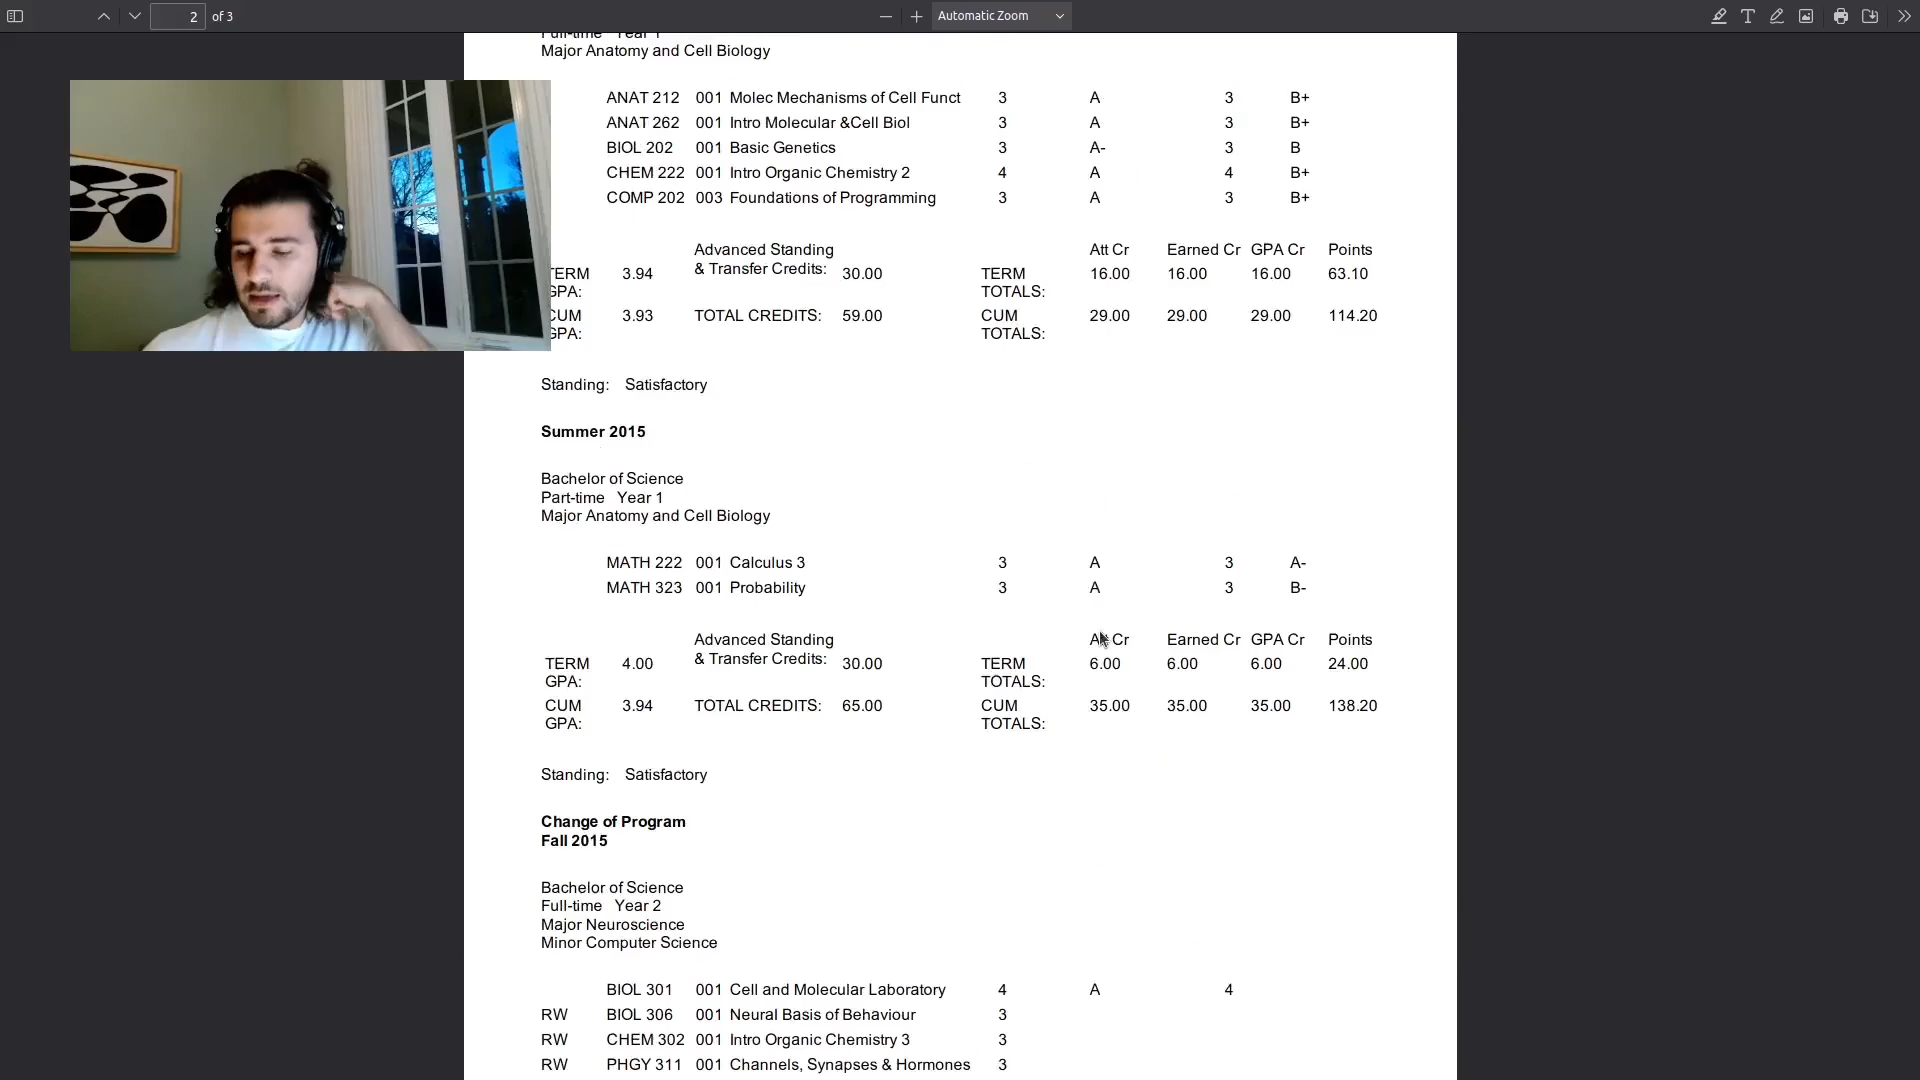 2 of 3 Automatic Zoom
Full-time Year 1
Major Anatomy and Cell Biology
ANAT 212 001 Molec Mechanisms of Cell Funct 3 A 3 B+
ANAT 262 001 Intro Molecular &Cell Biol 3 A 3 B+
BIOL 202 001 Basic Genetics 3 A- 3 B
CHEM 222 001 Intro Organic Chemistry 2 4 A 4 B+
COMP 202 003 Foundations of Programming 3 A 3 B+
Advanced Standing Att Cr Earned Cr GPA Cr Points
TERM 3.94 & Transfer Credits: 30.00 TERM 16.00 16.00 16.00 63.10
GPA: TOTALS:
CUM 3.93 TOTAL CREDITS: 59.00 CUM 29.00 29.00 29.00 114.20
GPA: TOTALS:
Standing: Satisfactory
Summer 2015
Bachelor of Science
Part-time Year 1
Major Anatomy and Cell Biology
MATH 222 001 Calculus 3 3 A 3 A-
MATH 323 001 Probability 3 A 3 B-
Advanced Standing Att Cr Earned Cr GPA Cr Points
TERM 4.00 & Transfer Credits: 30.00 TERM 6.00 6.00 6.00 24.00
GPA: TOTALS:
CUM 3.94 TOTAL CREDITS: 65.00 CUM 35.00 35.00 35.00 138.20
GPA: TOTALS:
Standing: Satisfactory
Change of Program
Fall 2015
Bachelor of Science
Full-time Year 2
Major Neuroscience
Minor Computer Science
BIOL 301 001 Cell and Molecular Laboratory 4 A 4
RW BIOL 306 001 Neural Basis of Behaviour 3
RW CHEM 302 001 Intro Organic Chemistry 3 3
RW PHGY 311 001 Channels, Synapses & Hormones 3